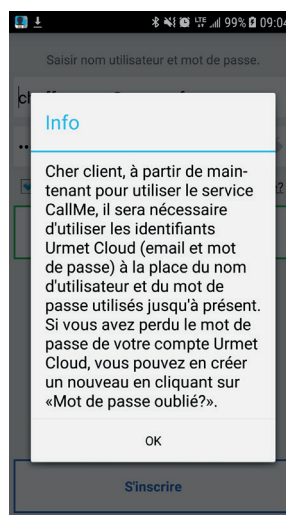 99% 09:04
Saisir nom utilisateur et mot de passe.
Info
Cher client, à partir de main-
tenant pour utiliser le service
CallMe, il sera nécessaire
d'utiliser les identifiants
Urmet Cloud (email et mot
de passe) à la place du nom
d'utilisateur et du mot de
passe utilisés jusqu'à présent.
Si vous avez perdu le mot de
passe de votre compte Urmet
Cloud, vous pouvez en créer
un nouveau en cliquant sur
«Mot de passe oublié?».
OK
S'inscrire